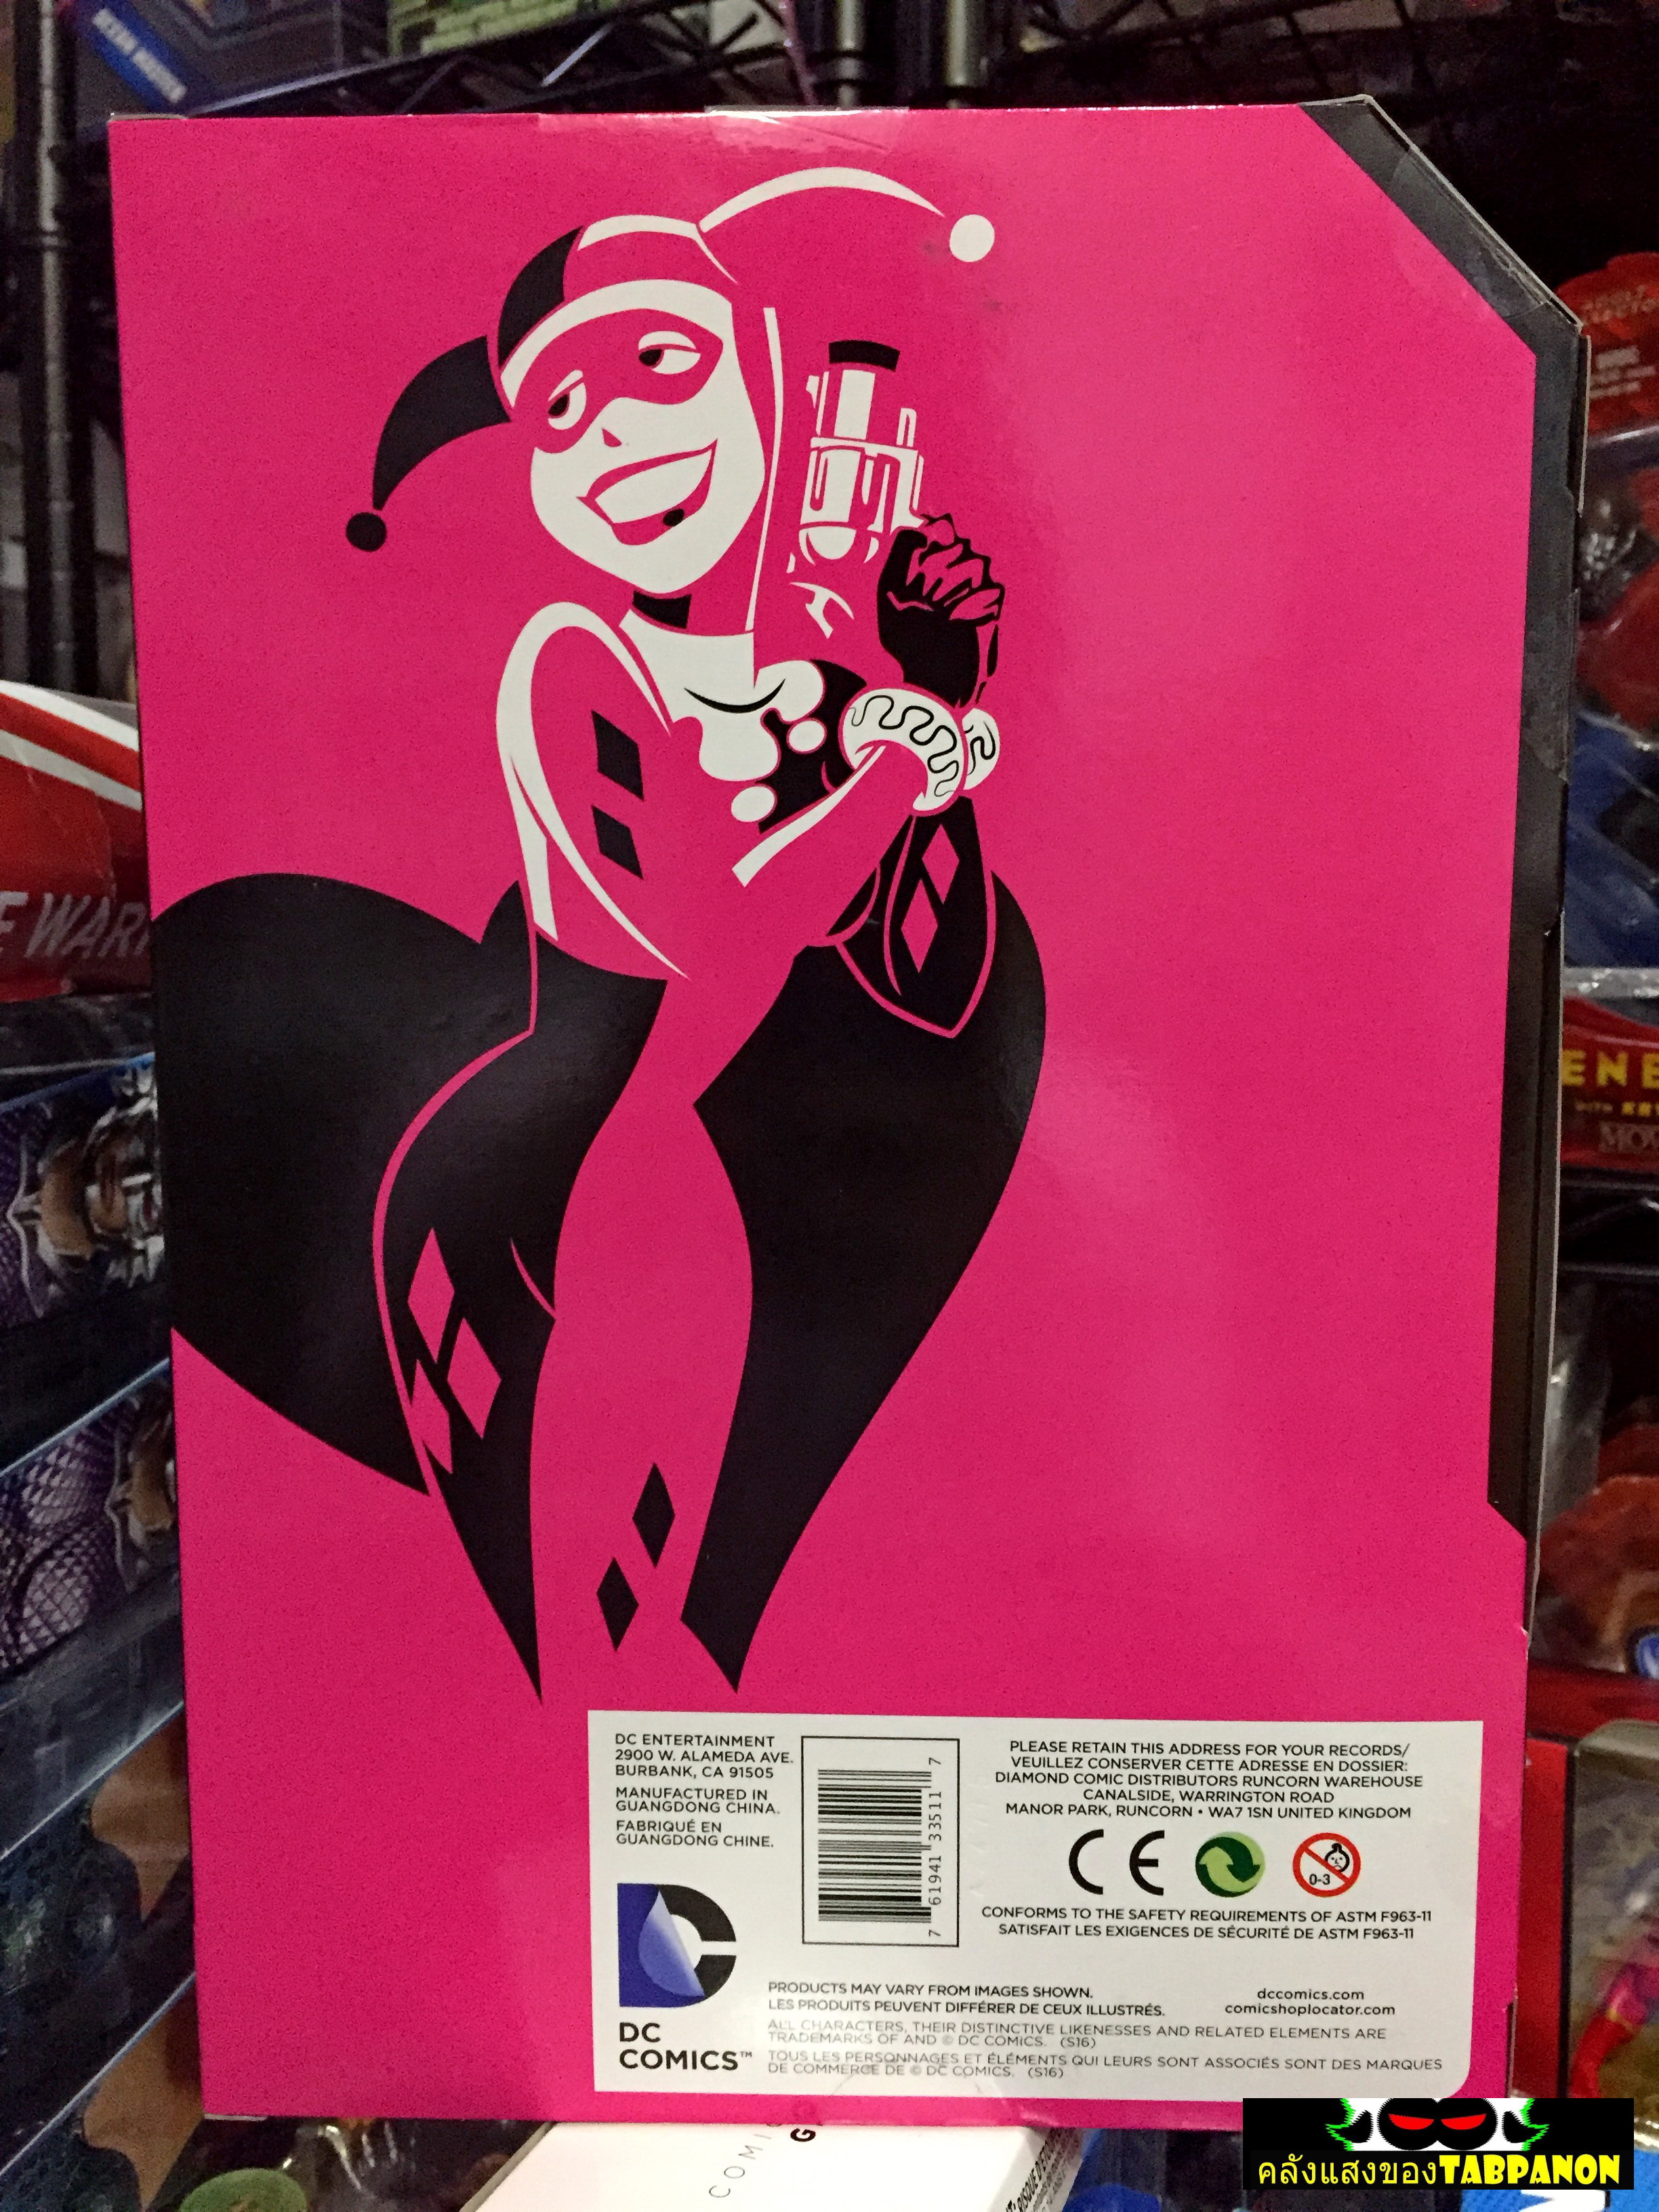 E WAR
ENE
MOV
DC ENTERTAINMENT
2900 W. ALAMEDA AVE.
BURBANK, CA 91505
MANUFACTURED IN
GUANGDONG CHINA.
FABRIQUÉ EN
GUANGDONG CHINE.
7 61941 33511 7
PLEASE RETAIN THIS ADDRESS FOR YOUR RECORDS/
VEUILLEZ CONSERVER CETTE ADRESSE EN DOSSIER:
DIAMOND COMIC DISTRIBUTORS RUNCORN WAREHOUSE
CANALSIDE, WARRINGTON ROAD
MANOR PARK, RUNCORN • WA7 1SN UNITED KINGDOM
CE
0-3
CONFORMS TO THE SAFETY REQUIREMENTS OF ASTM F963-11
SATISFAIT LES EXIGENCES DE SÉCURITÉ DE ASTM F963-11
DC
COMICS™
PRODUCTS MAY VARY FROM IMAGES SHOWN.
LES PRODUITS PEUVENT DIFFÉRER DE CEUX ILLUSTRÉS.
dccomics.com
comicshoplocator.com
ALL CHARACTERS, THEIR DISTINCTIVE LIKENESSES AND RELATED ELEMENTS ARE
TRADEMARKS OF AND © DC COMICS. (S16)
TOUS LES PERSONNAGES ET ÉLÉMENTS QUI LEURS SONT ASSOCIÉS SONT DES MARQUES
DE COMMERCE DE © DC COMICS. (S16)
คลังแสงของTABPANON